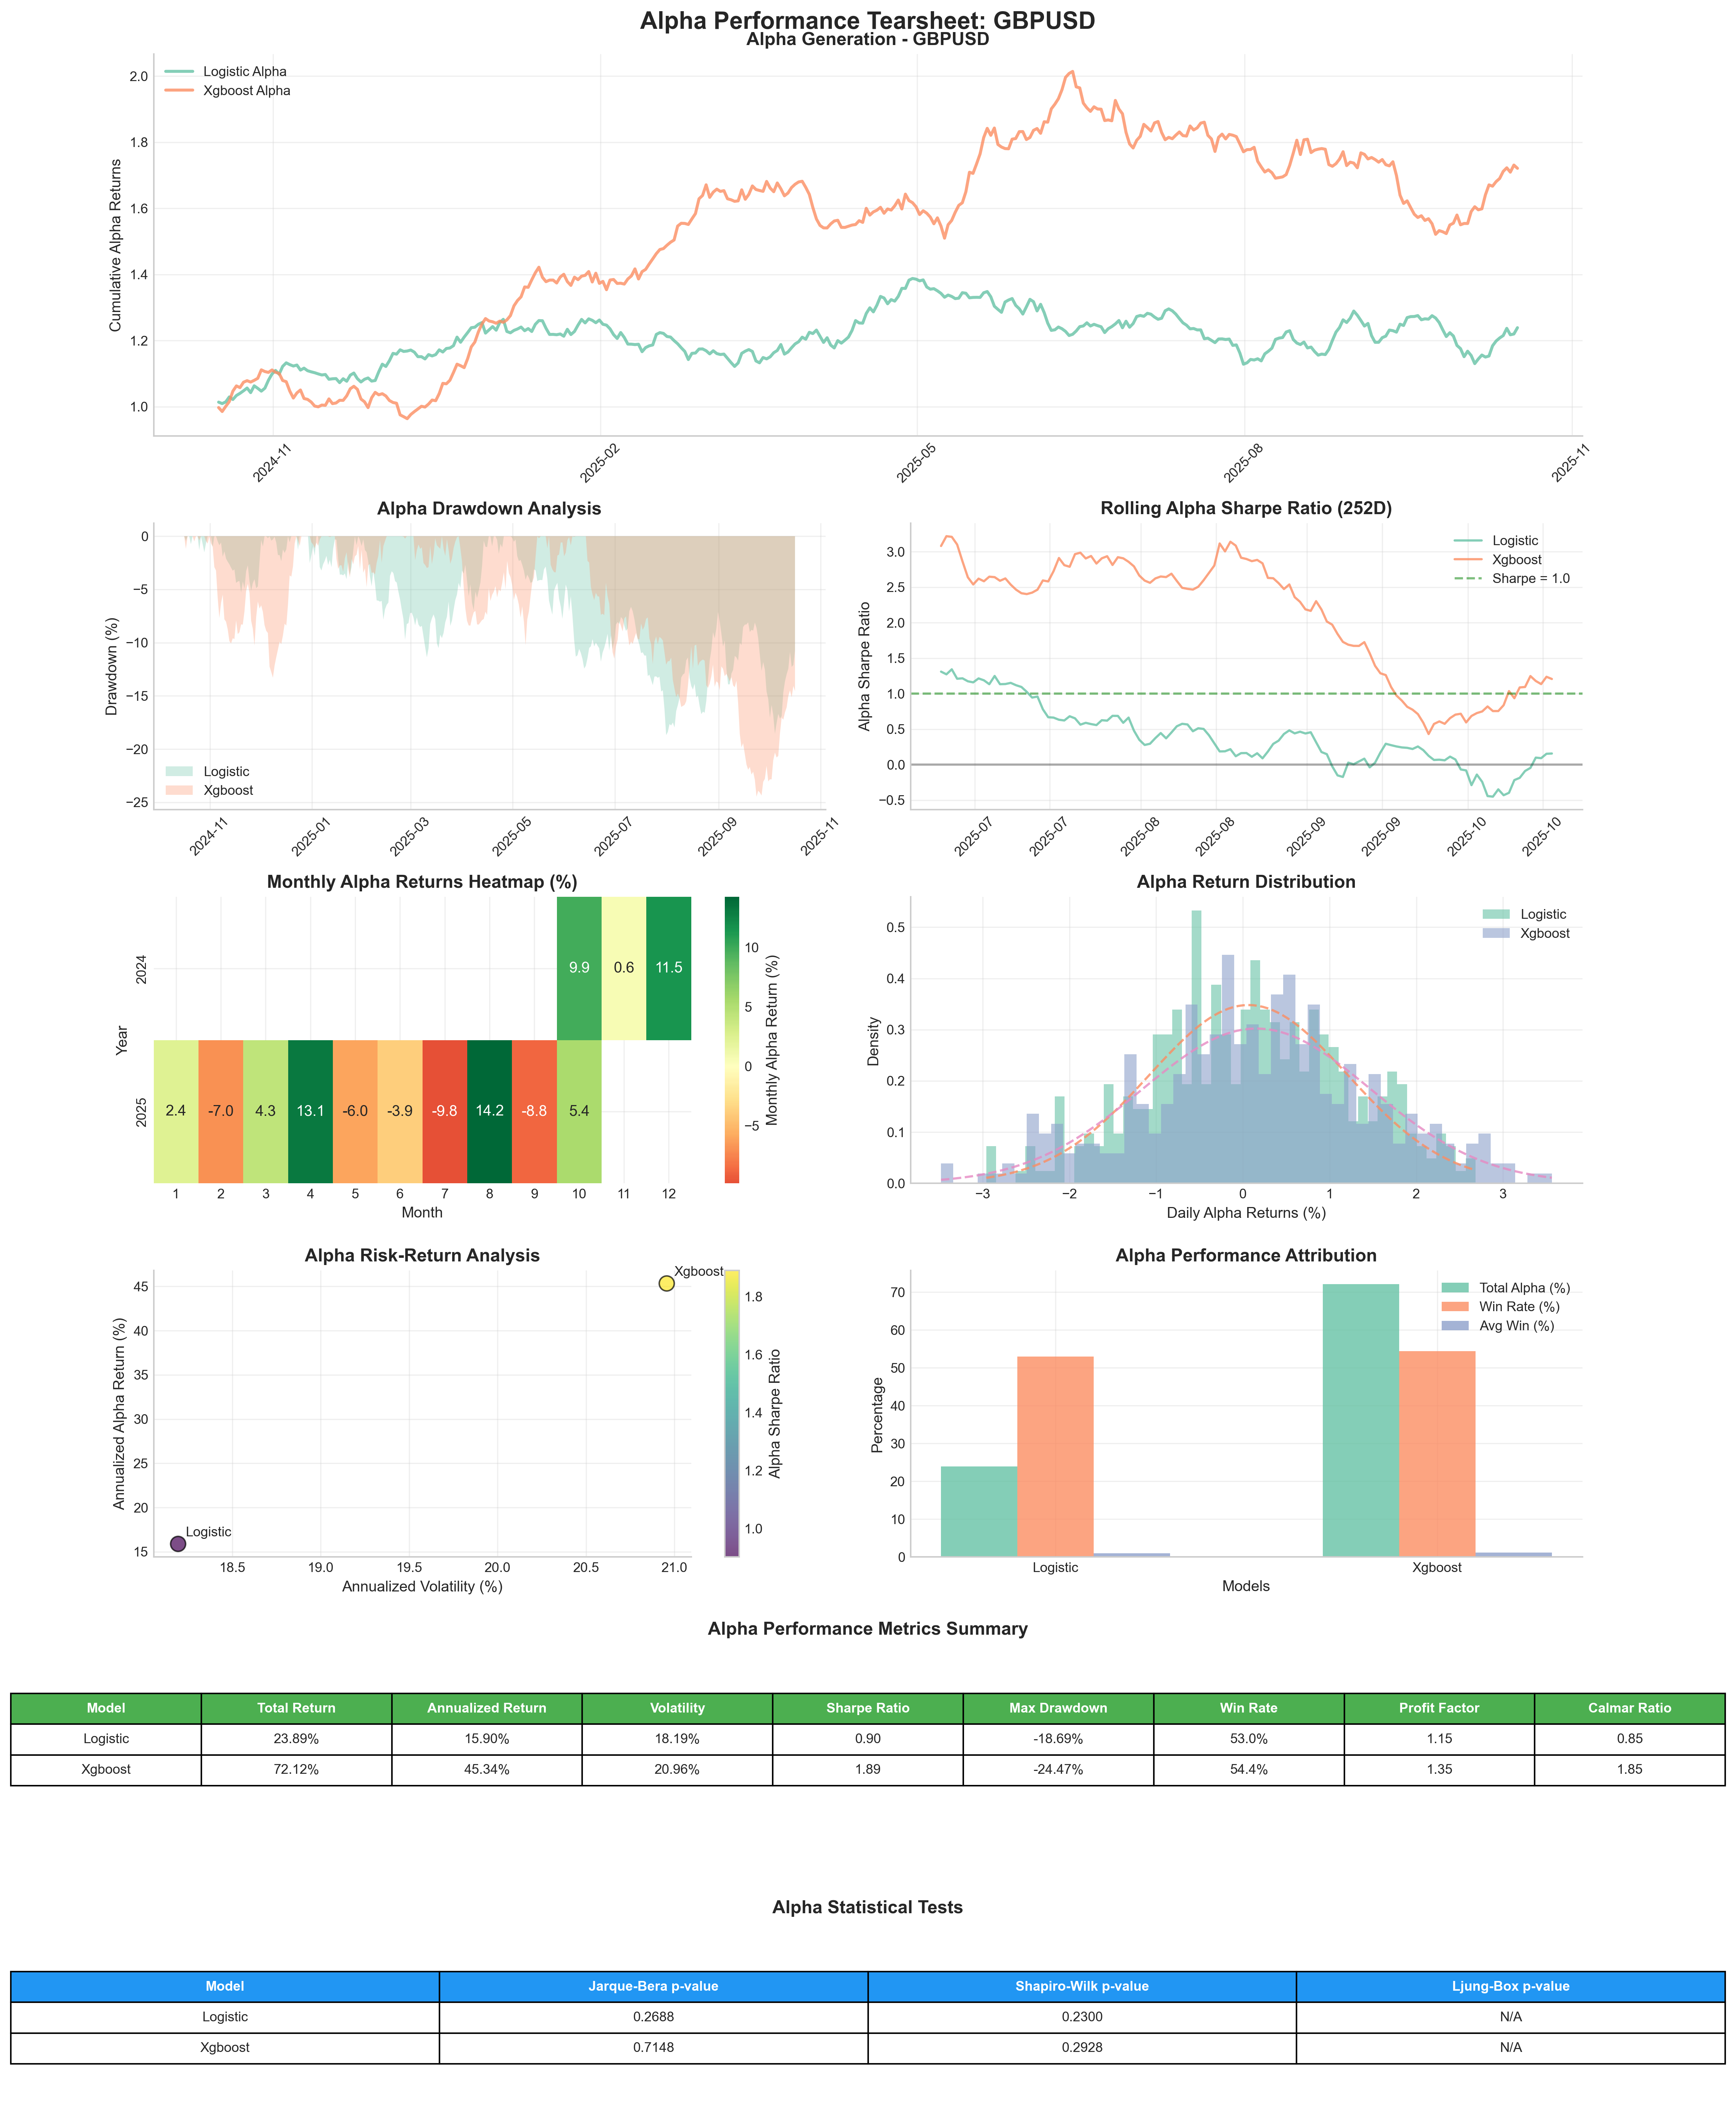 Alpha Performance Tearsheet: GBPUSD
Alpha Generation - GBPUSD
Logistic Alpha
Xgboost Alpha
Cumulative Alpha Returns
2.0
1.8
1.6
1.4
1.2
1.0
2024-11
2025-02
2025-05
2025-08
2025-11
Alpha Drawdown Analysis
Drawdown (%)
0
−5
−10
−15
−20
−25
Logistic
Xgboost
2024-11
2025-01
2025-03
2025-05
2025-07
2025-09
2025-11
Rolling Alpha Sharpe Ratio (252D)
Alpha Sharpe Ratio
3.0
2.5
2.0
1.5
1.0
0.5
0.0
−0.5
Logistic
Xgboost
Sharpe = 1.0
2025-07
2025-07
2025-08
2025-08
2025-09
2025-09
2025-10
2025-10
Monthly Alpha Returns Heatmap (%)
Year
2024
2025
9.9 0.6 11.5
2.4 -7.0 4.3 13.1 -6.0 -3.9 -9.8 14.2 -8.8 5.4
1 2 3 4 5 6 7 8 9 10 11 12
Month
10
5
0
−5
Monthly Alpha Return (%)
Alpha Return Distribution
Density
0.5
0.4
0.3
0.2
0.1
0.0
Logistic
Xgboost
−3 −2 −1 0 1 2 3
Daily Alpha Returns (%)
Alpha Risk-Return Analysis
Annualized Alpha Return (%)
45
40
35
30
25
20
15
Xgboost
Logistic
18.5 19.0 19.5 20.0 20.5 21.0
Annualized Volatility (%)
1.8
1.6
1.4
1.2
1.0
Alpha Sharpe Ratio
Alpha Performance Attribution
Percentage
70
60
50
40
30
20
10
0
Total Alpha (%)
Win Rate (%)
Avg Win (%)
Logistic Xgboost
Models
Alpha Performance Metrics Summary
Model Total Return Annualized Return Volatility Sharpe Ratio Max Drawdown Win Rate Profit Factor Calmar Ratio
Logistic 23.89% 15.90% 18.19% 0.90 -18.69% 53.0% 1.15 0.85
Xgboost 72.12% 45.34% 20.96% 1.89 -24.47% 54.4% 1.35 1.85
Alpha Statistical Tests
Model Jarque-Bera p-value Shapiro-Wilk p-value Ljung-Box p-value
Logistic 0.2688 0.2300 N/A
Xgboost 0.7148 0.2928 N/A